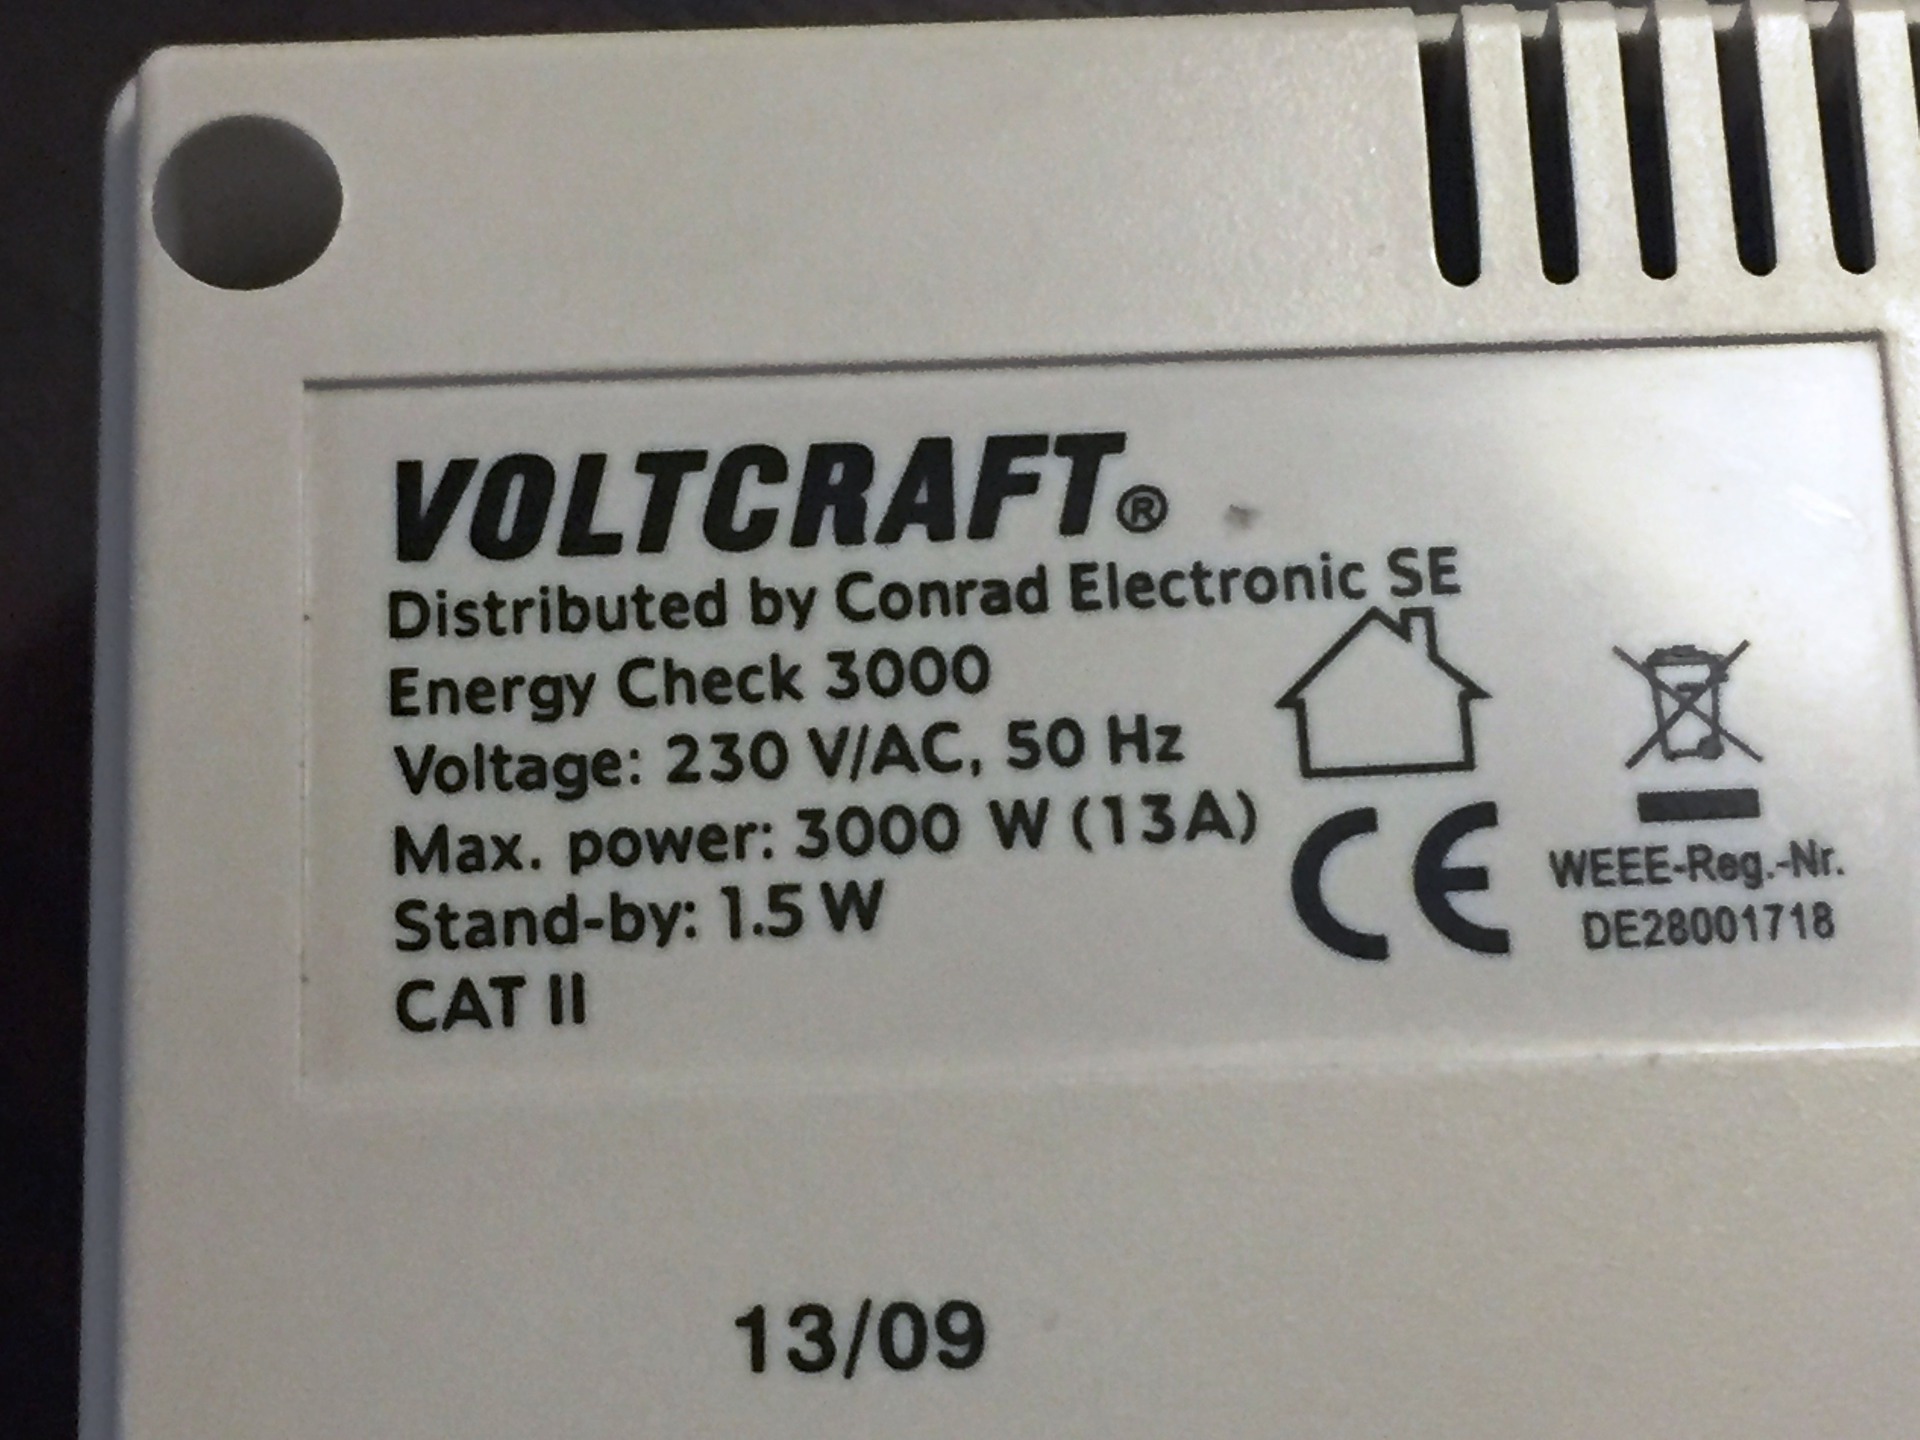 VOLTCRAFT®
Distributed by Conrad Electronic SE
Energy Check 3000
Voltage: 230 V/AC, 50 Hz
Max. power: 3000 W (13A)
Stand-by: 1.5 W
CAT II
CE
WEEE-Reg.-Nr.
DE28001718
13/09